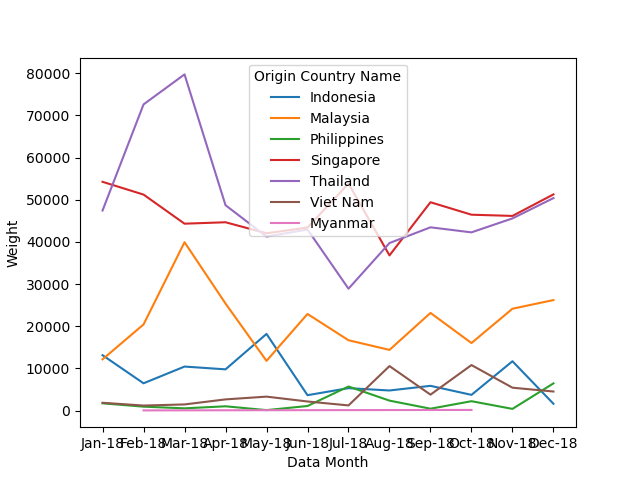 Origin Country Name
Indonesia
Malaysia
Philippines
Singapore
Thailand
Viet Nam
Myanmar
80000
70000
60000
50000
40000
30000
20000
10000
0
Weight
Jan-18 Feb-18 Mar-18 Apr-18 May-18 Jun-18 Jul-18 Aug-18 Sep-18 Oct-18 Nov-18 Dec-18
Data Month